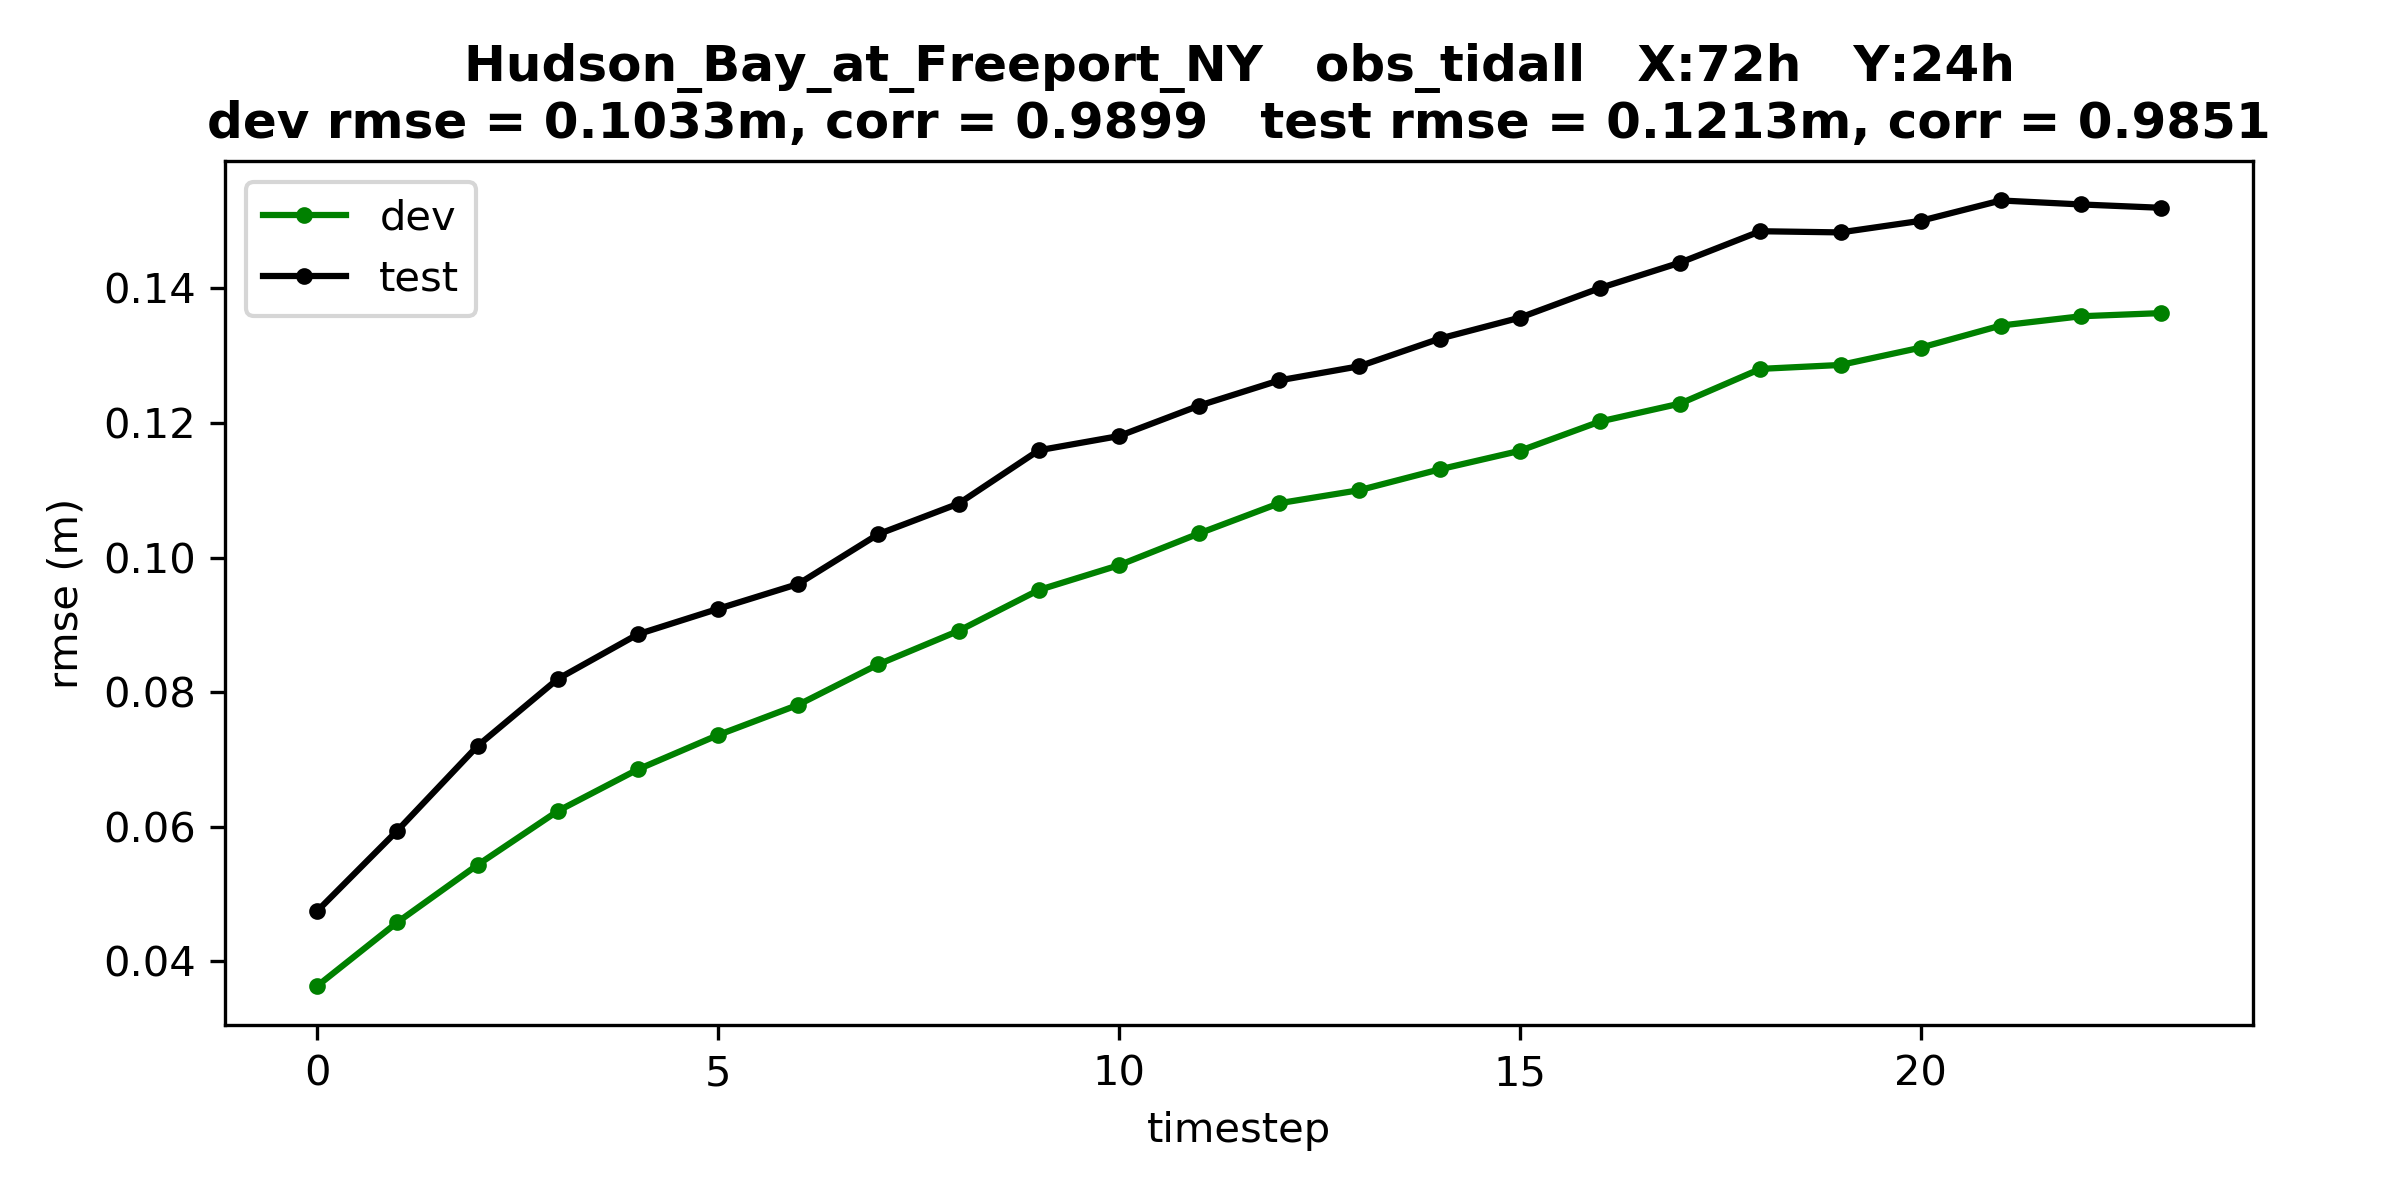 Hudson_Bay_at_Freeport_NY   obs_tidall   X:72h   Y:24h
dev rmse = 0.1033m, corr = 0.9899   test rmse = 0.1213m, corr = 0.9851
dev
test
0.14
0.12
0.10
0.08
0.06
0.04
rmse (m)
0 5 10 15 20
timestep